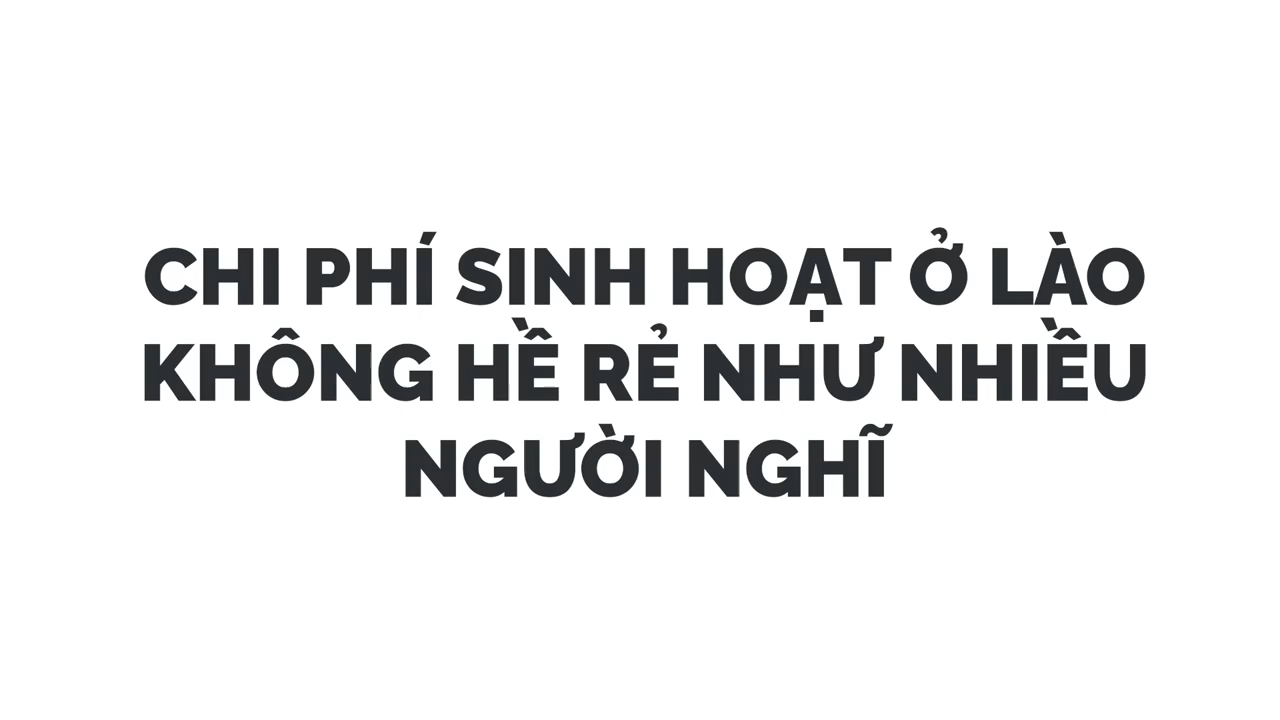 CHI PHÍ SINH HOẠT Ở LÀO
KHÔNG HỀ RẺ NHƯ NHIỀU
NGƯỜI NGHĨ